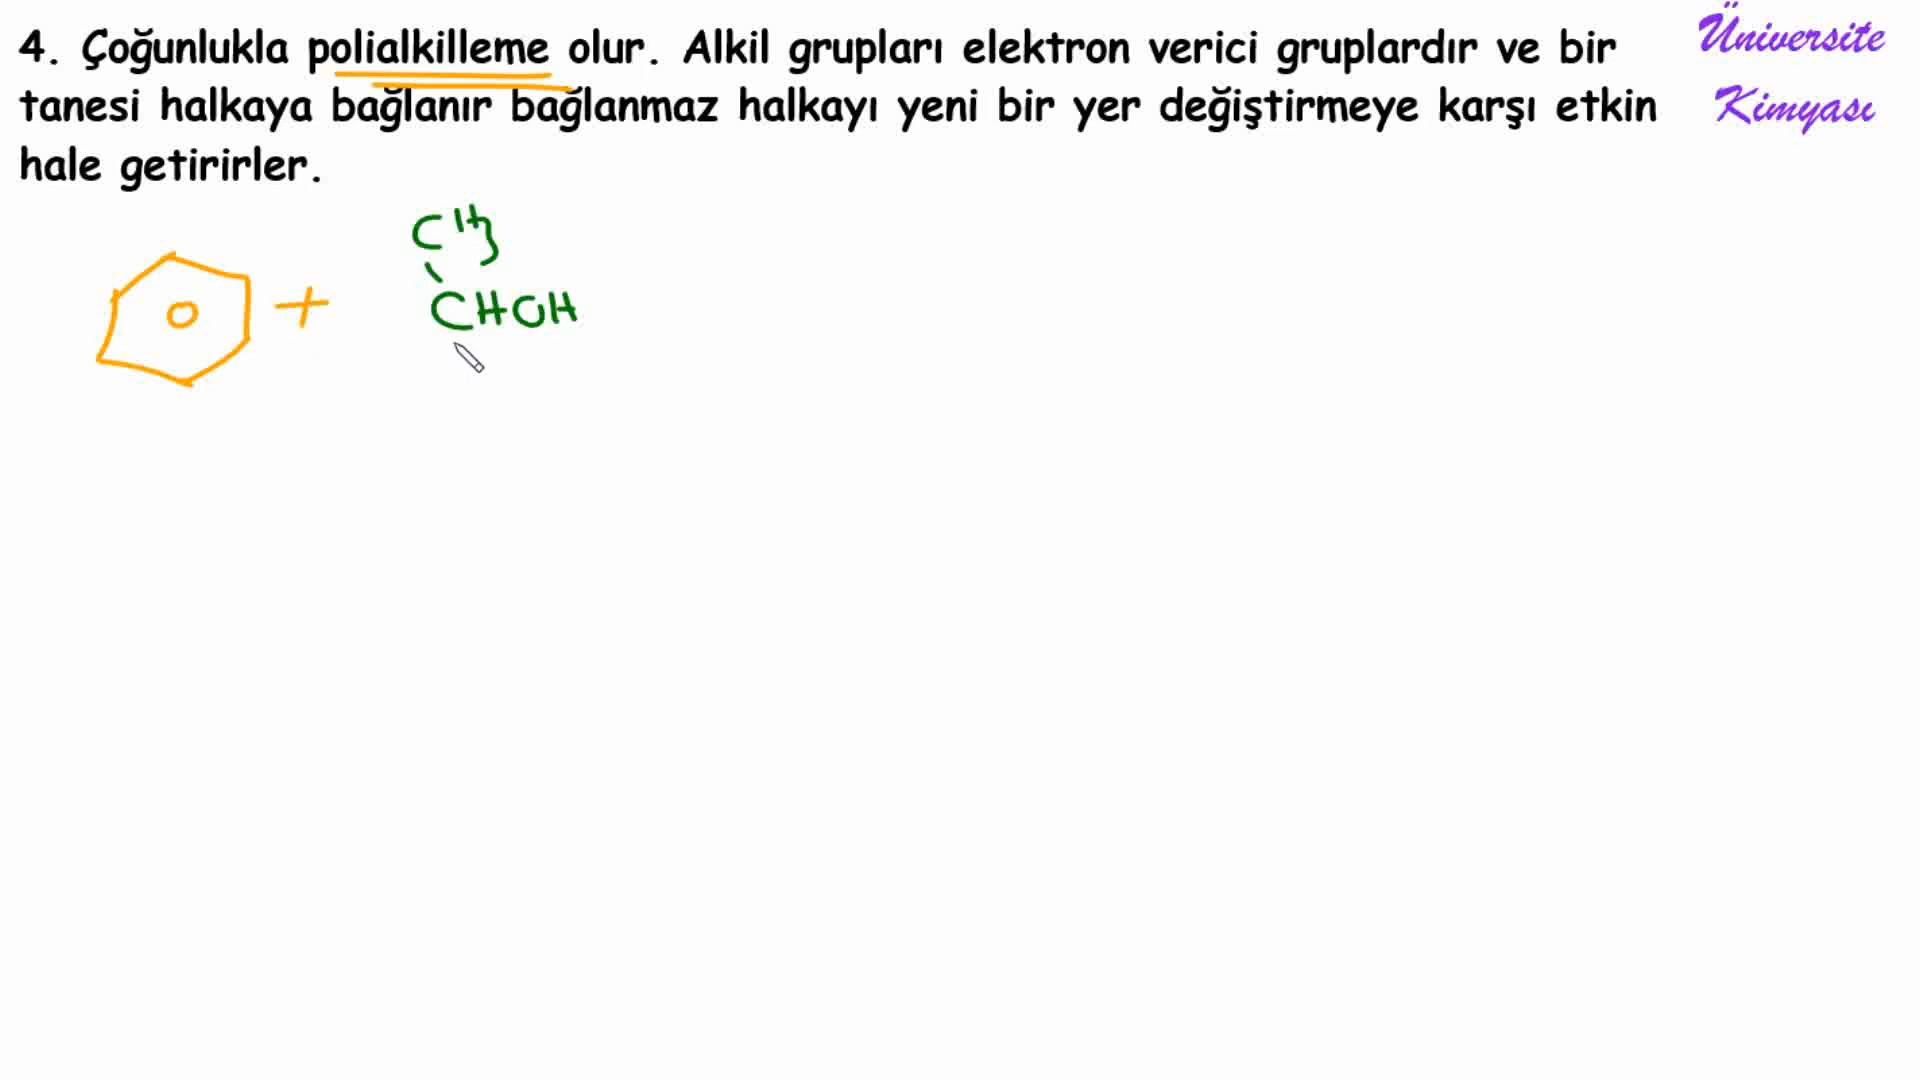 4. Çoğunlukla polialkilleme olur. Alkil grupları elektron verici gruplardır ve bir
tanesi halkaya bağlanır bağlanmaz halkayı yeni bir yer değiştirmeye karşı etkin
hale getirirler.
Üniversite
Kimyası
CH3
+
CHOH